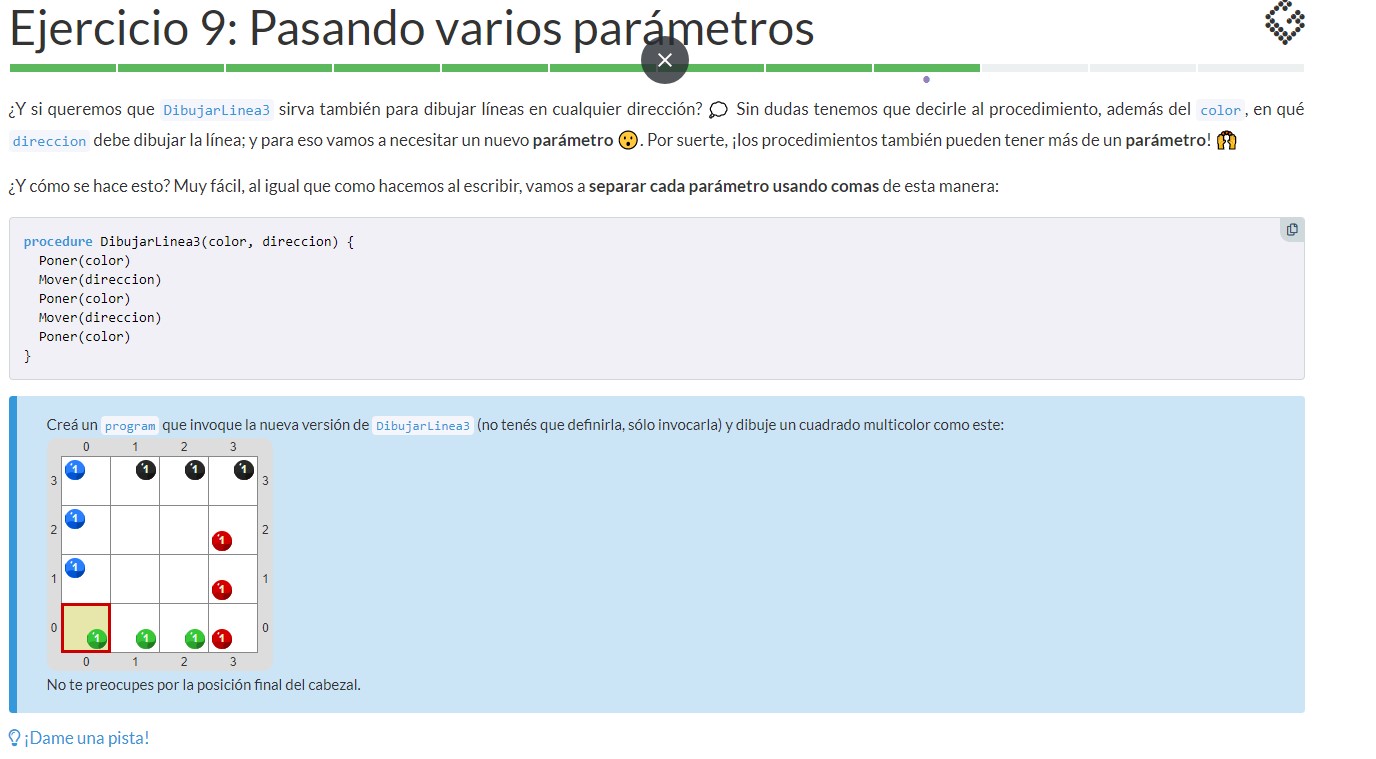 Ejercicio 9: Pasando varios parámetros
¿Y si queremos que DibujarLinea3 sirva también para dibujar líneas en cualquier dirección? 💭 Sin dudas tenemos que decirle al procedimiento, además del color, en qué
direccion debe dibujar la línea; y para eso vamos a necesitar un nuevo parámetro 😮. Por suerte, ¡los procedimientos también pueden tener más de un parámetro! 🙌
¿Y cómo se hace esto? Muy fácil, al igual que como hacemos al escribir, vamos a separar cada parámetro usando comas de esta manera:
procedure DibujarLinea3(color, direccion) {
Poner(color)
Mover(direccion)
Poner(color)
Mover(direccion)
Poner(color)
}
Creá un program que invoque la nueva versión de DibujarLinea3 (no tenés que definirla, sólo invocarla) y dibuje un cuadrado multicolor como este:
0 1 2 3
3 1 1 1 1 3
2 1 1 2
1 1 1 1
0 1 1 1 1 0
0 1 2 3
No te preocupes por la posición final del cabezal.
¡Dame una pista!